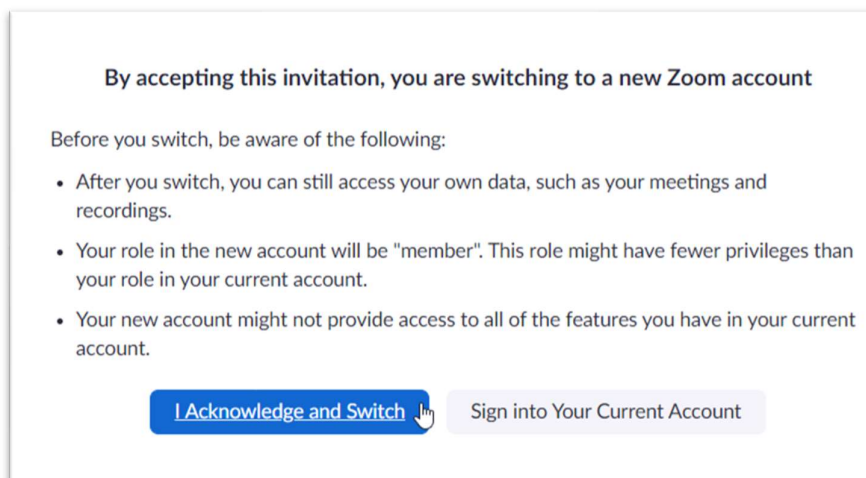 By accepting this invitation, you are switching to a new Zoom account
Before you switch, be aware of the following:
• After you switch, you can still access your own data, such as your meetings and
recordings.
• Your role in the new account will be "member". This role might have fewer privileges than
your role in your current account.
• Your new account might not provide access to all of the features you have in your current
account.
I Acknowledge and Switch
Sign into Your Current Account